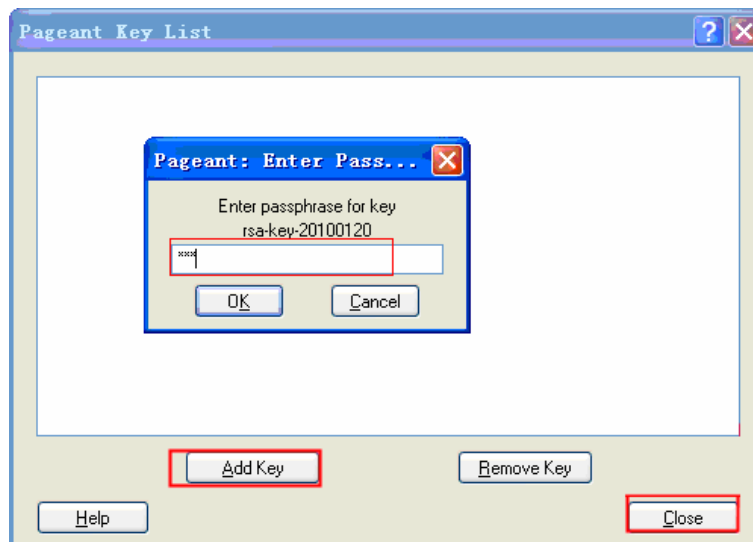 Pageant Key List
Pageant: Enter Pass...
Enter passphrase for key
rsa-key-20100120
***
OK
Cancel
Add Key
Remove Key
Help
Close